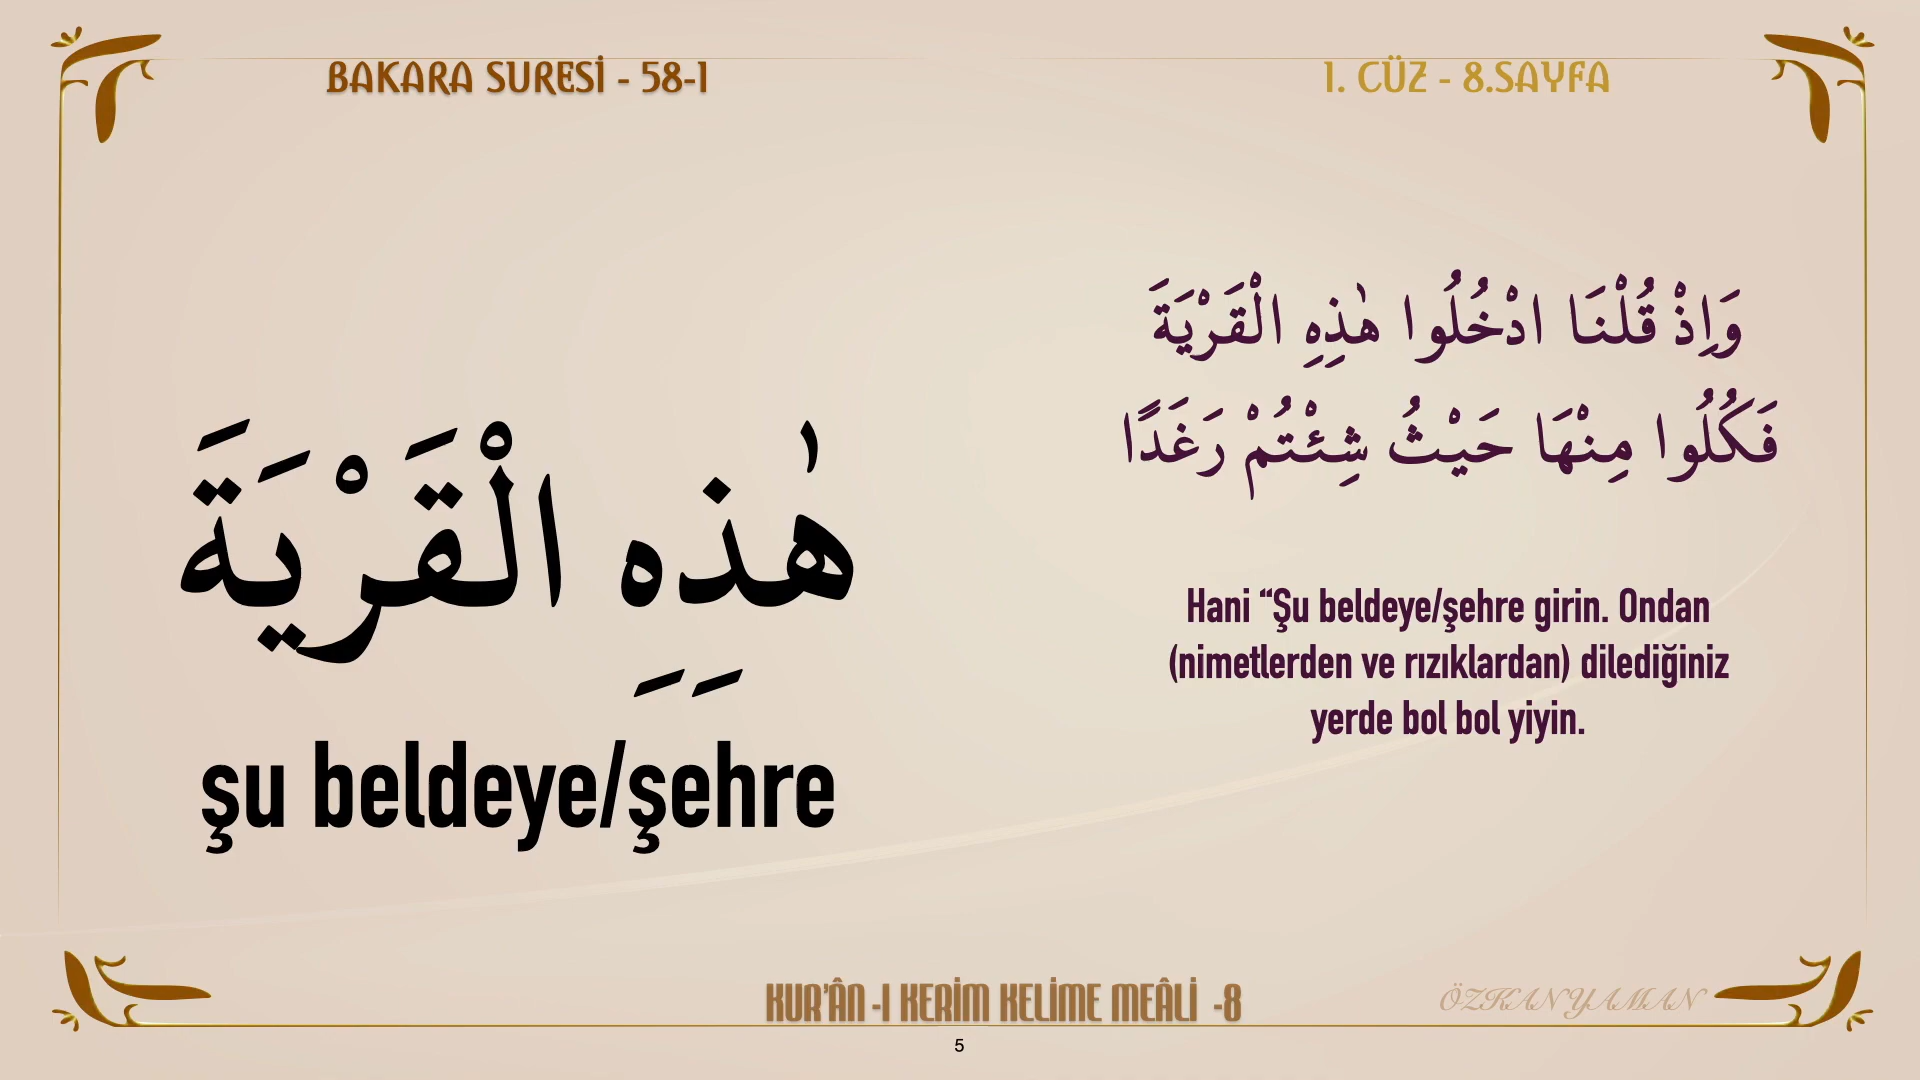 BAKARA SURESİ - 58-1
1. CÜZ - 8.SAYFA
هٰذِهِ الْقَرْيَةَ
şu beldeye/şehre
وَاِذْ قُلْنَا ادْخُلُوا هٰذِهِ الْقَرْيَةَ
فَكُلُوا مِنْهَا حَيْثُ شِئْتُمْ رَغَدًا
Hani “Şu beldeye/şehre girin. Ondan
(nimetlerden ve rızıklardan) dilediğiniz
yerde bol bol yiyin.
KUR’ÂN -I KERİM KELİME MEÂLİ -8
ÖZKAN YAMAN
5